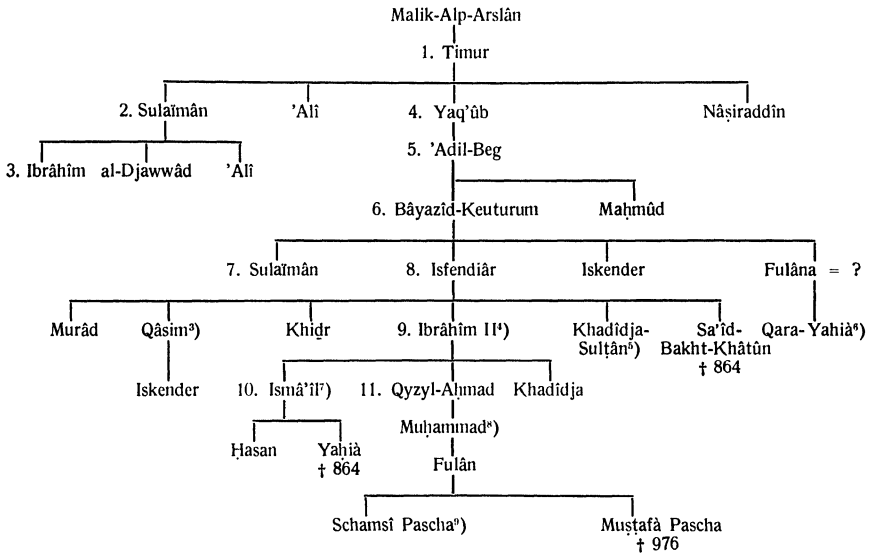 Malik-Alp-Arslân
1. Timur
2. Sulaïmân 'Alî 4. Yaq'ûb Nâṣiraddîn
5. 'Adil-Beg
3. Ibrâhîm al-Djawwâd 'Alî
6. Bâyazîd-Keuturum Maḥmûd
7. Sulaïmân 8. Isfendiâr Iskender Fulâna = ?
Murâd Qâsim³) Khiḍr 9. Ibrâhîm II⁴) Khadîdja- Sa'îd- Qara-Yahià⁶)
Sulṭân⁵) Bakht-Khâtûn
† 864
Iskender 10. Ismâ'îl⁷) 11. Qyzyl-Aḥmad Khadîdja
Muḥammad⁸)
Ḥasan Yaḥià
† 864
Fulân
Schamsî Pascha⁹) Muṣṭafà Pascha
† 976